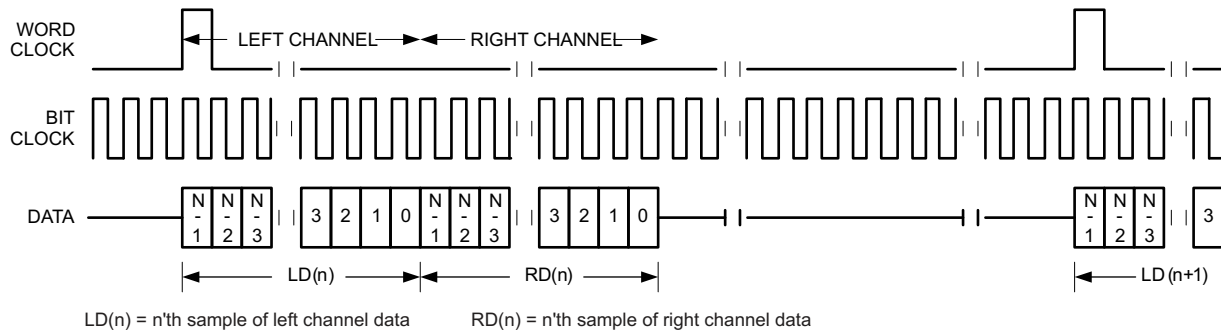 WORD
CLOCK
LEFT CHANNEL
RIGHT CHANNEL
BIT
CLOCK
DATA
N-1 N-2 N-3 3 2 1 0 N-1 N-2 N-3 3 2 1 0 N-1 N-2 N-3 3
LD(n) RD(n) LD(n+1)
LD(n) = n'th sample of left channel data RD(n) = n'th sample of right channel data